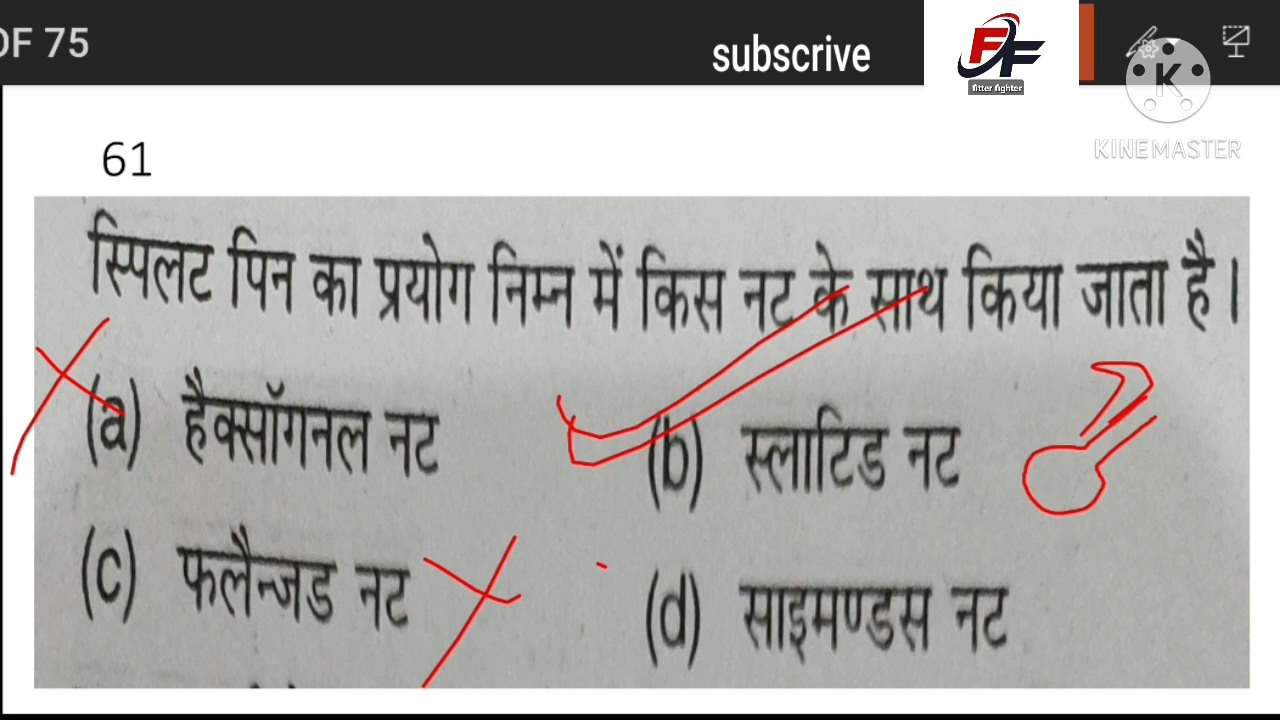 OF 75
subscrive
FF
fitter fighter
K
KINEMASTER
61
स्पिलट पिन का प्रयोग निम्न में किस नट के साथ किया जाता है।
(a) हैक्सॉगनल नट (b) स्लाटिड नट
(c) फलैन्जड नट (d) साइमण्डस नट